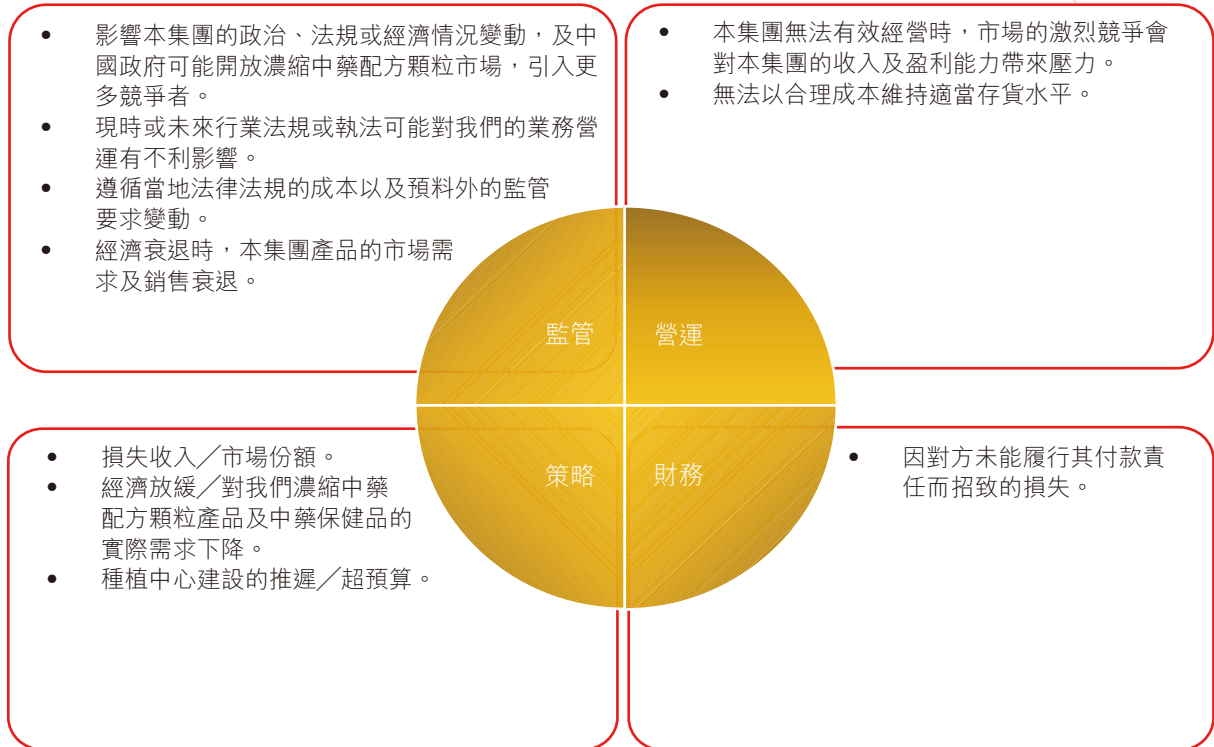 • 影響本集團的政治、法規或經濟情況變動，及中
國政府可能開放濃縮中藥配方顆粒市場，引入更
多競爭者。
• 現時或未來行業法規或執法可能對我們的業務營
運有不利影響。
• 遵循當地法律法規的成本以及預料外的監管
要求變動。
• 經濟衰退時，本集團產品的市場需
求及銷售衰退。
• 本集團無法有效經營時，市場的激烈競爭會
對本集團的收入及盈利能力帶來壓力。
• 無法以合理成本維持適當存貨水平。
監管
營運
策略
財務
• 損失收入／市場份額。
• 經濟放緩／對我們濃縮中藥
配方顆粒產品及中藥保健品的
實際需求下降。
• 種植中心建設的推遲／超預算。
• 因對方未能履行其付款責
任而招致的損失。